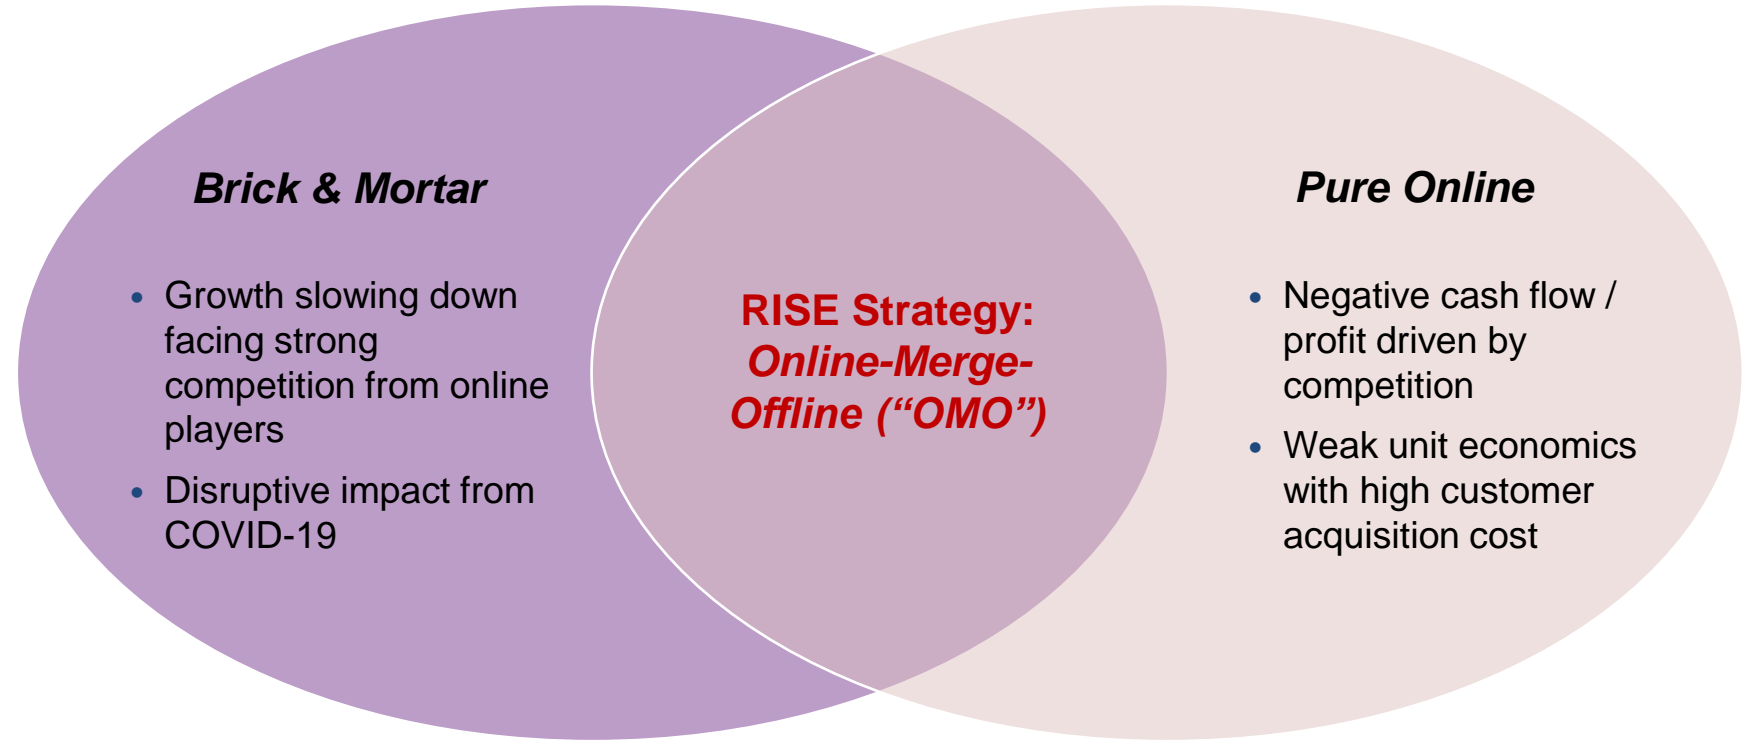 Brick & Mortar
• Growth slowing down
facing strong
competition from online
players
• Disruptive impact from
COVID-19
RISE Strategy:
Online-Merge-
Offline (“OMO”)
Pure Online
• Negative cash flow /
profit driven by
competition
• Weak unit economics
with high customer
acquisition cost